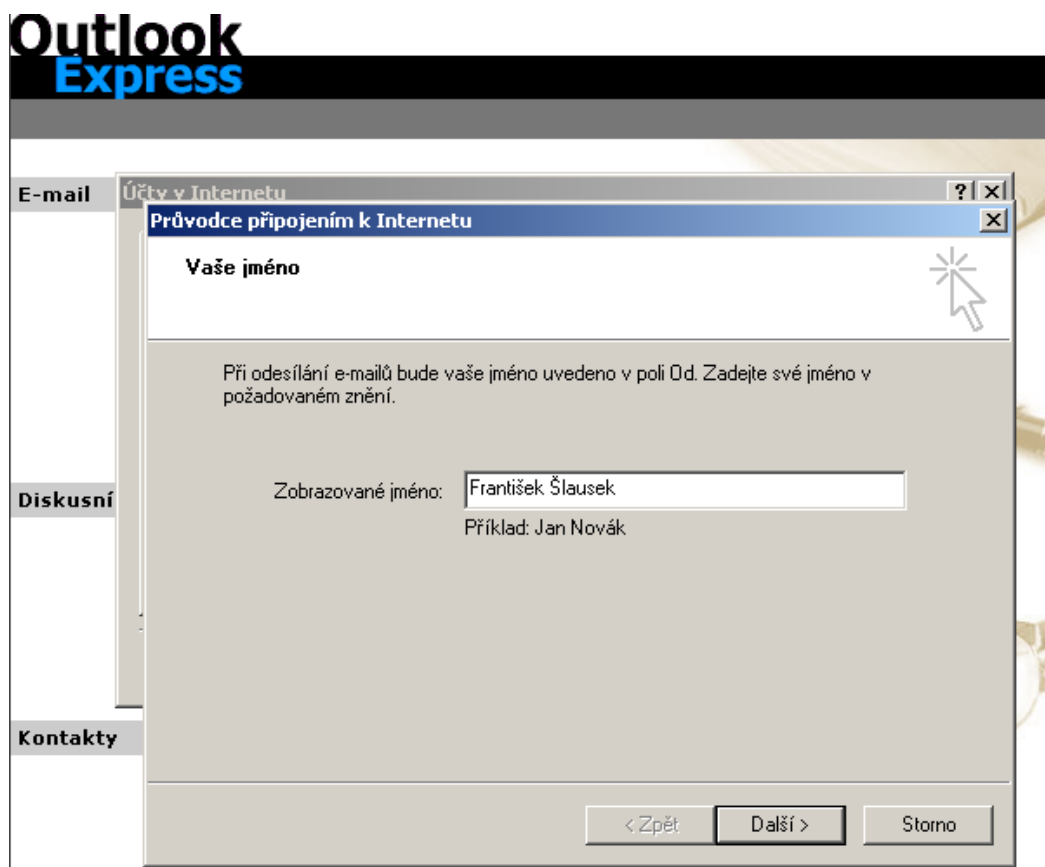 Outlook
Express
E-mail
Účty v Internetu
Průvodce připojením k Internetu
Vaše jméno
Při odesílání e-mailů bude vaše jméno uvedeno v poli Od. Zadejte své jméno v
požadovaném znění.
Zobrazované jméno: František Šlausek
Příklad: Jan Novák
Diskusní
Kontakty
< Zpět Další > Storno